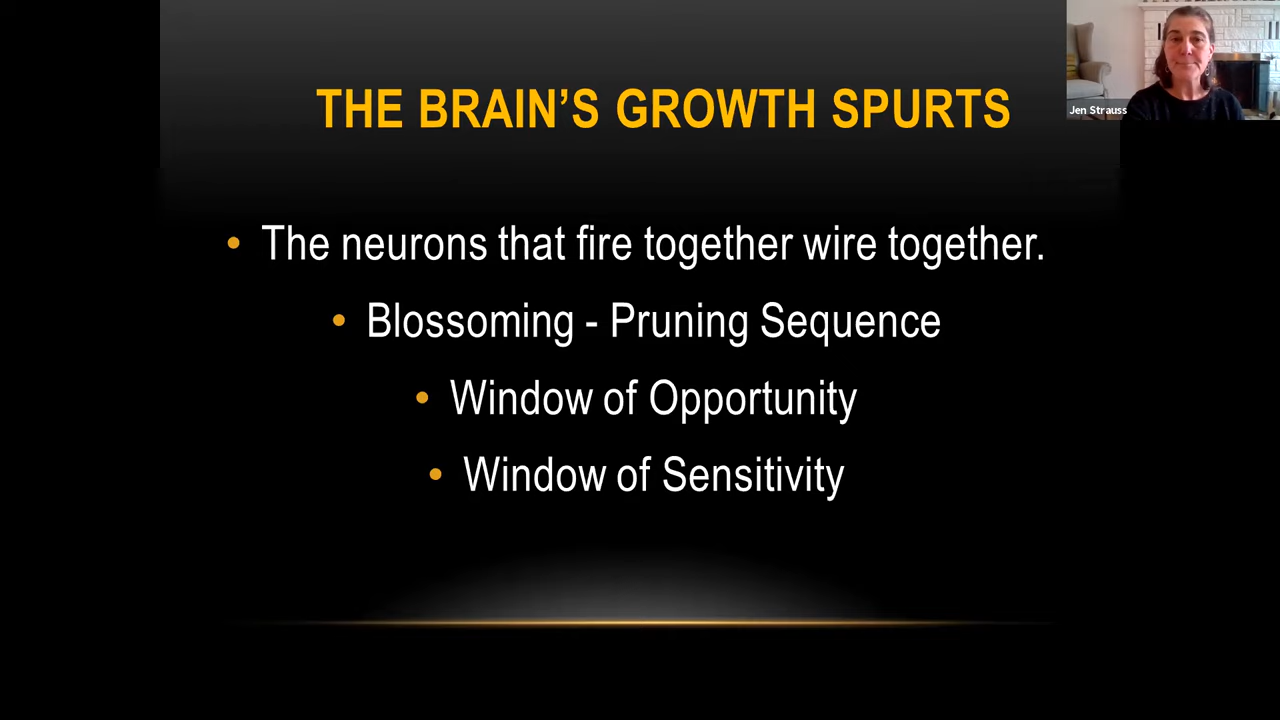 THE BRAIN’S GROWTH SPURTS
• The neurons that fire together wire together.
• Blossoming - Pruning Sequence
• Window of Opportunity
• Window of Sensitivity
Jen Strauss